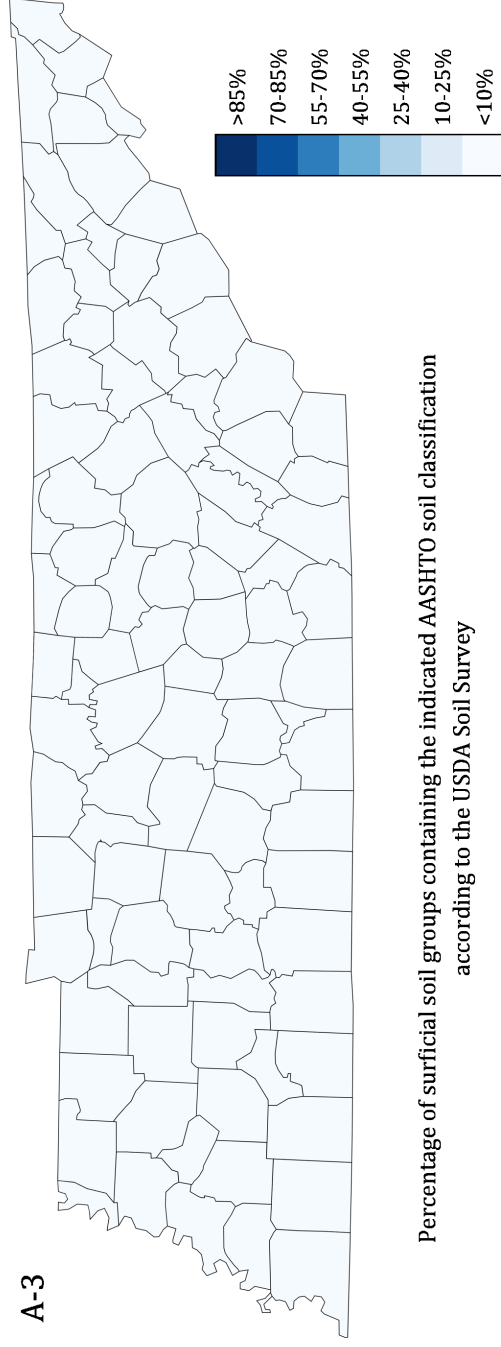 A-3
>85%
70-85%
55-70%
40-55%
25-40%
10-25%
<10%
Percentage of surficial soil groups containing the indicated AASHTO soil classification
according to the USDA Soil Survey